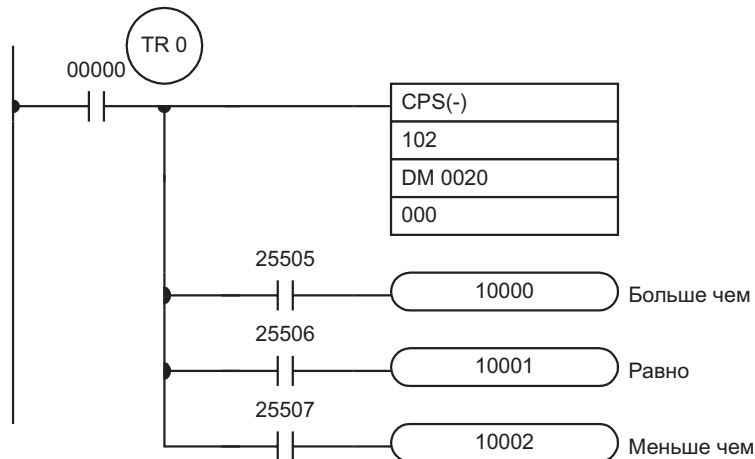 TR 0
00000
CPS(-)
102
DM 0020
000
25505
10000 Больше чем
25506
10001 Равно
25507
10002 Меньше чем